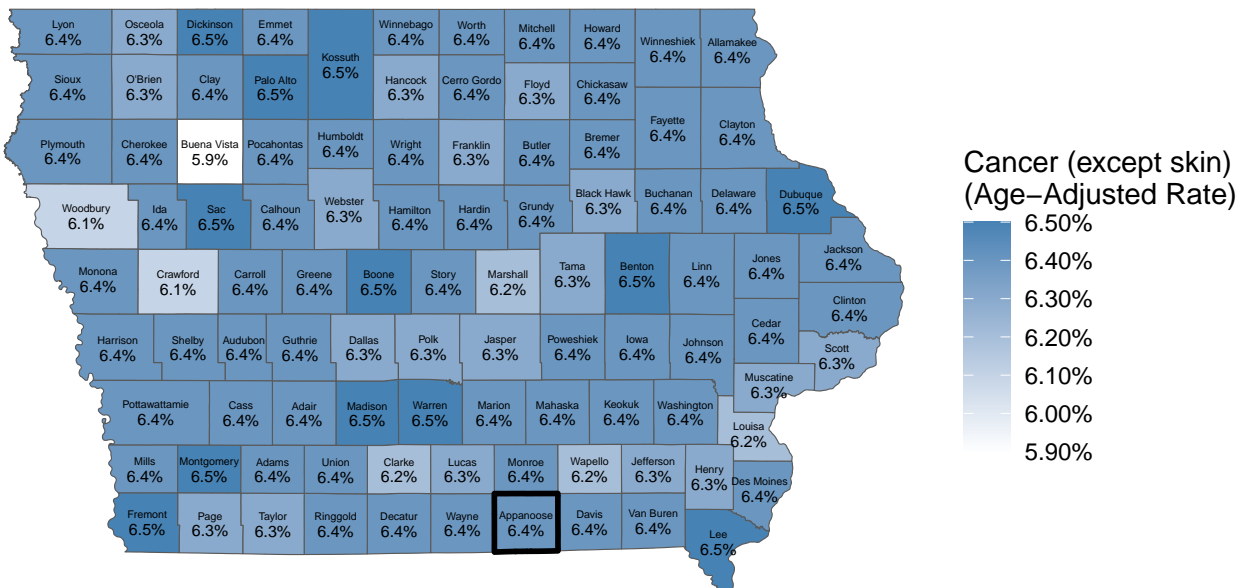 Lyon
6.4%
Osceola
6.3%
Dickinson
6.5%
Emmet
6.4%
Kossuth
6.5%
Winnebago
6.4%
Worth
6.4%
Mitchell
6.4%
Howard
6.4%
Winneshiek
6.4%
Allamakee
6.4%
Sioux
6.4%
O'Brien
6.3%
Clay
6.4%
Palo Alto
6.5%
Hancock
6.3%
Cerro Gordo
6.4%
Floyd
6.3%
Chickasaw
6.4%
Fayette
6.4%
Clayton
6.4%
Plymouth
6.4%
Cherokee
6.4%
Buena Vista
5.9%
Pocahontas
6.4%
Humboldt
6.4%
Wright
6.4%
Franklin
6.3%
Butler
6.4%
Bremer
6.4%
Woodbury
6.1%
Ida
6.4%
Sac
6.5%
Calhoun
6.4%
Webster
6.3%
Hamilton
6.4%
Hardin
6.4%
Grundy
6.4%
Black Hawk
6.3%
Buchanan
6.4%
Delaware
6.4%
Dubuque
6.5%
Monona
6.4%
Crawford
6.1%
Carroll
6.4%
Greene
6.4%
Boone
6.5%
Story
6.4%
Marshall
6.2%
Tama
6.3%
Benton
6.5%
Linn
6.4%
Jones
6.4%
Jackson
6.4%
Clinton
6.4%
Harrison
6.4%
Shelby
6.4%
Audubon
6.4%
Guthrie
6.4%
Dallas
6.3%
Polk
6.3%
Jasper
6.3%
Poweshiek
6.4%
Iowa
6.4%
Johnson
6.4%
Cedar
6.4%
Scott
6.3%
Muscatine
6.3%
Pottawattamie
6.4%
Cass
6.4%
Adair
6.4%
Madison
6.5%
Warren
6.5%
Marion
6.4%
Mahaska
6.4%
Keokuk
6.4%
Washington
6.4%
Louisa
6.2%
Mills
6.4%
Montgomery
6.5%
Adams
6.4%
Union
6.4%
Clarke
6.2%
Lucas
6.3%
Monroe
6.4%
Wapello
6.2%
Jefferson
6.3%
Henry
6.3%
Des Moines
6.4%
Fremont
6.5%
Page
6.3%
Taylor
6.3%
Ringgold
6.4%
Decatur
6.4%
Wayne
6.4%
Appanoose
6.4%
Davis
6.4%
Van Buren
6.4%
Lee
6.5%
Cancer (except skin)
(Age−Adjusted Rate)
6.50%
6.40%
6.30%
6.20%
6.10%
6.00%
5.90%